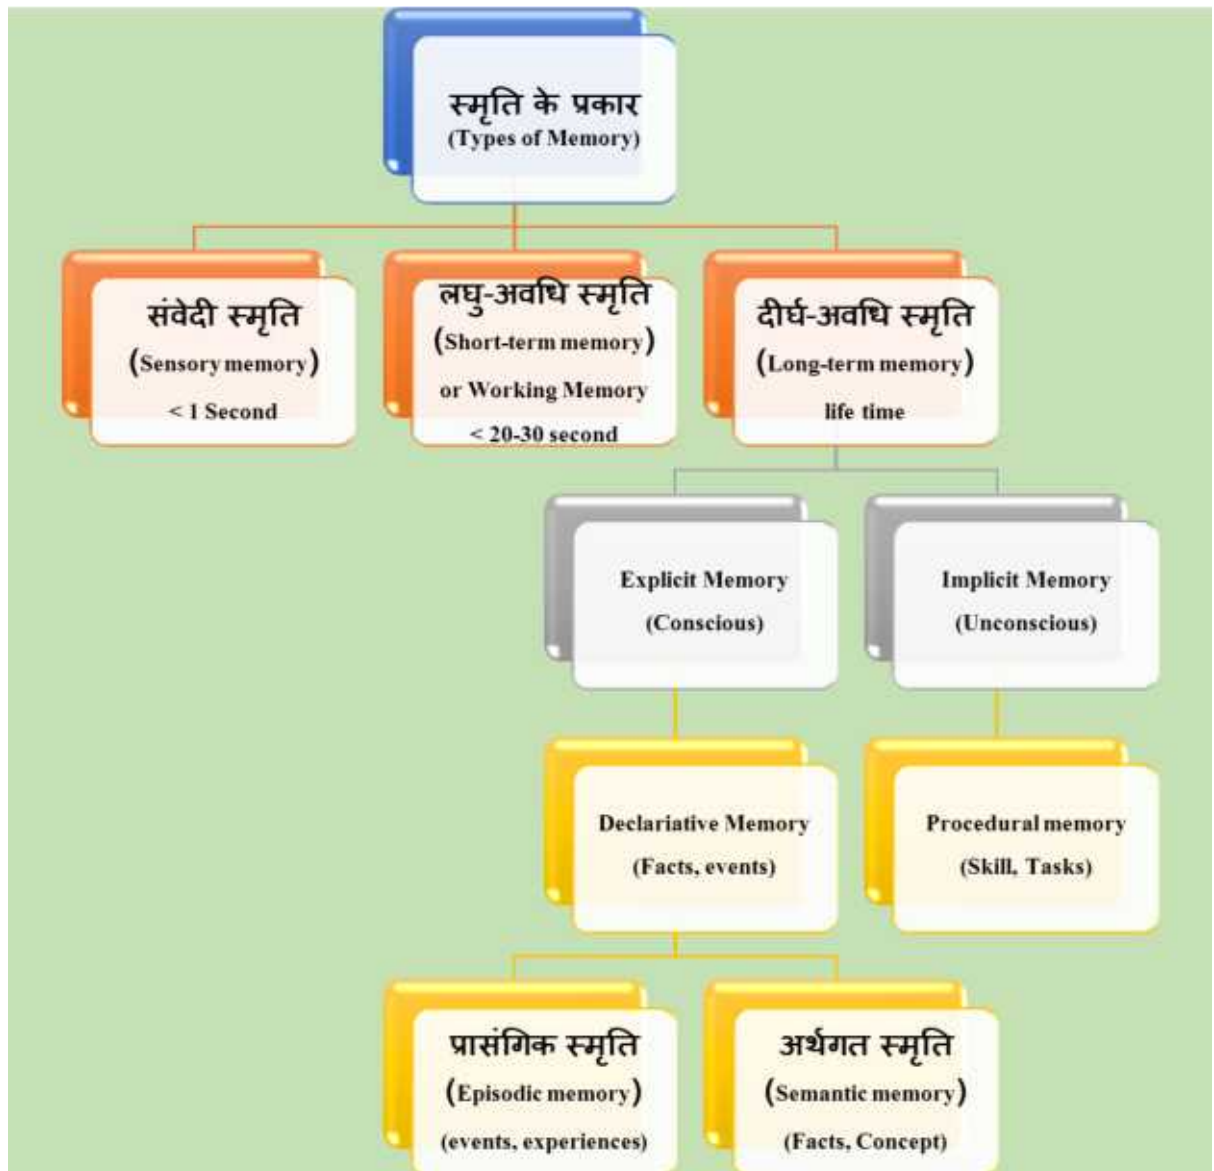 स्मृति के प्रकार
(Types of Memory)
संवेदी स्मृति
(Sensory memory)
< 1 Second
लघु-अवधि स्मृति
(Short-term memory)
or Working Memory
< 20-30 second
दीर्घ-अवधि स्मृति
(Long-term memory)
life time
Explicit Memory
(Conscious)
Implicit Memory
(Unconscious)
Declariative Memory
(Facts, events)
Procedural memory
(Skill, Tasks)
प्रासंगिक स्मृति
(Episodic memory)
(events, experiences)
अर्थगत स्मृति
(Semantic memory)
(Facts, Concept)